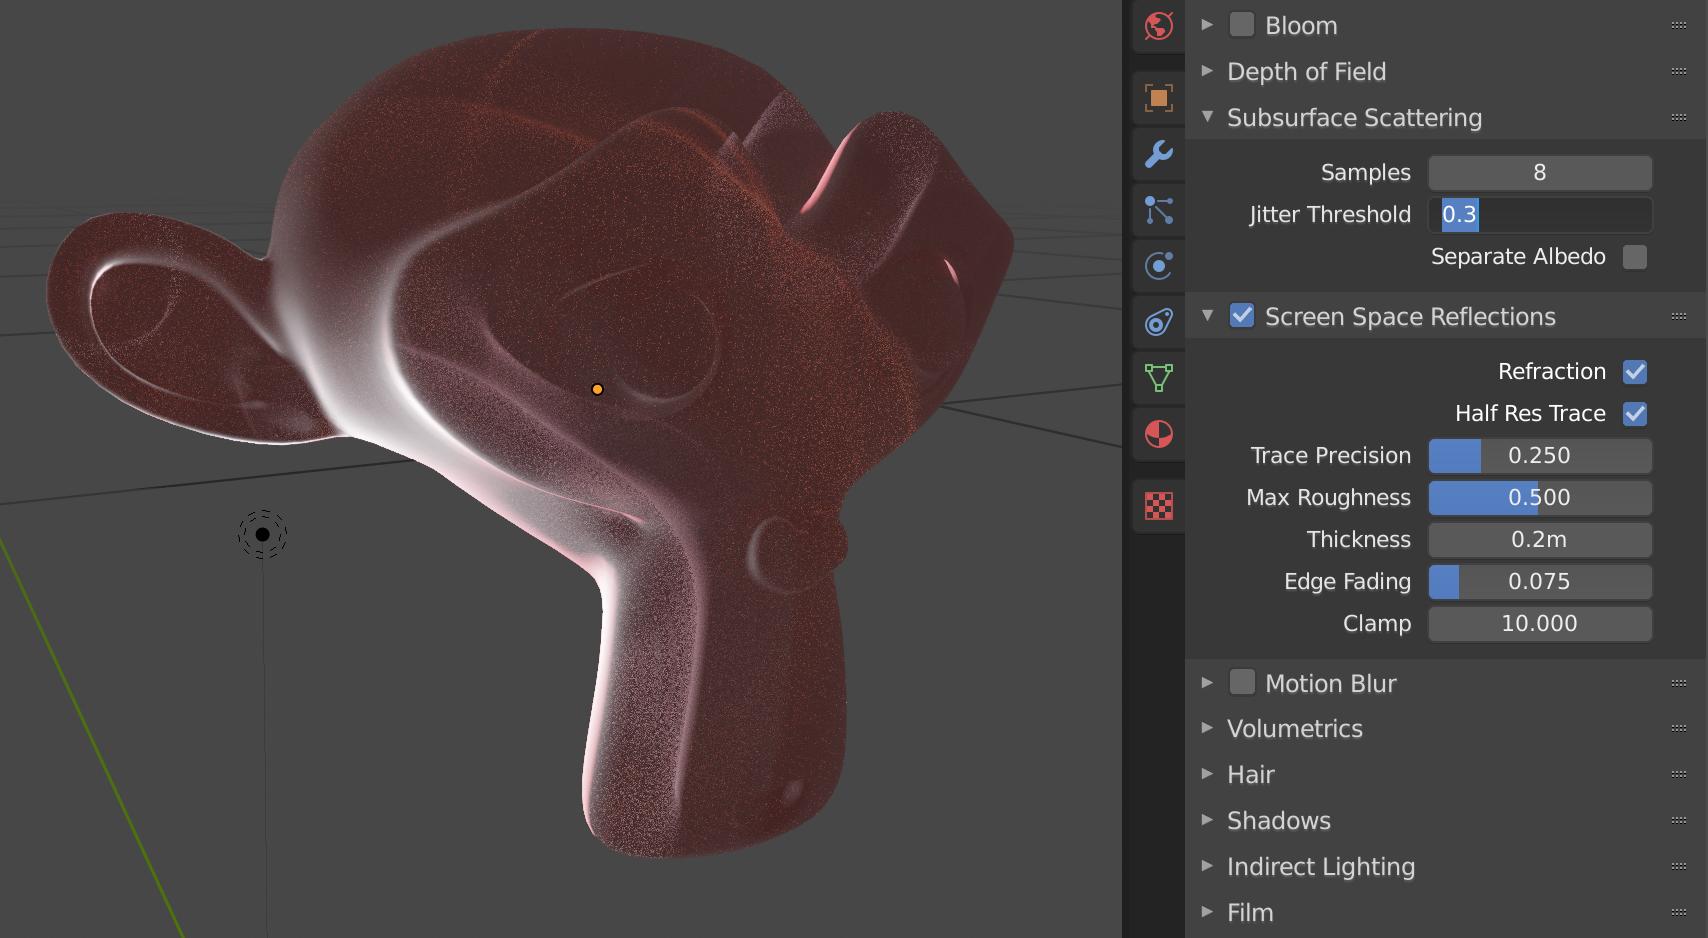 Bloom
Depth of Field
Subsurface Scattering
Samples 8
Jitter Threshold 0.3
Separate Albedo
Screen Space Reflections
Refraction
Half Res Trace
Trace Precision 0.250
Max Roughness 0.500
Thickness 0.2m
Edge Fading 0.075
Clamp 10.000
Motion Blur
Volumetrics
Hair
Shadows
Indirect Lighting
Film